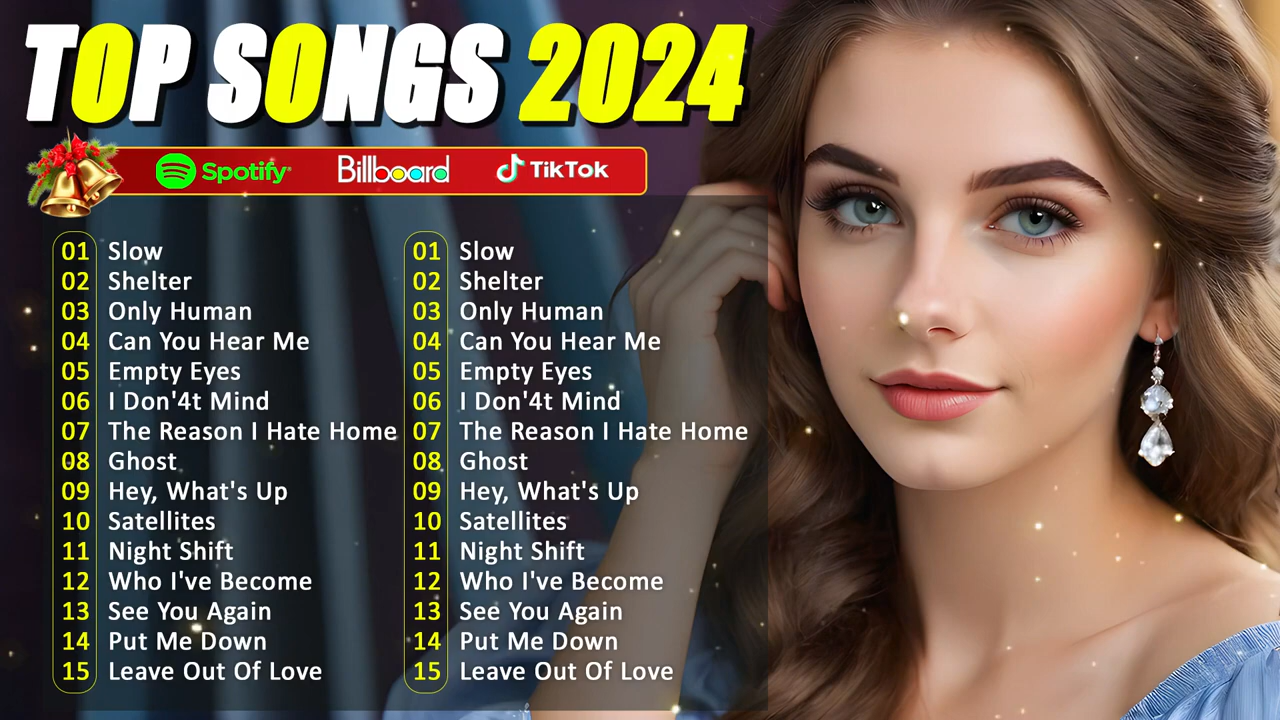 TOP SONGS 2024
Spotify Billboard TikTok
01 Slow
02 Shelter
03 Only Human
04 Can You Hear Me
05 Empty Eyes
06 I Don'4t Mind
07 The Reason I Hate Home
08 Ghost
09 Hey, What's Up
10 Satellites
11 Night Shift
12 Who I've Become
13 See You Again
14 Put Me Down
15 Leave Out Of Love
01 Slow
02 Shelter
03 Only Human
04 Can You Hear Me
05 Empty Eyes
06 I Don'4t Mind
07 The Reason I Hate Home
08 Ghost
09 Hey, What's Up
10 Satellites
11 Night Shift
12 Who I've Become
13 See You Again
14 Put Me Down
15 Leave Out Of Love